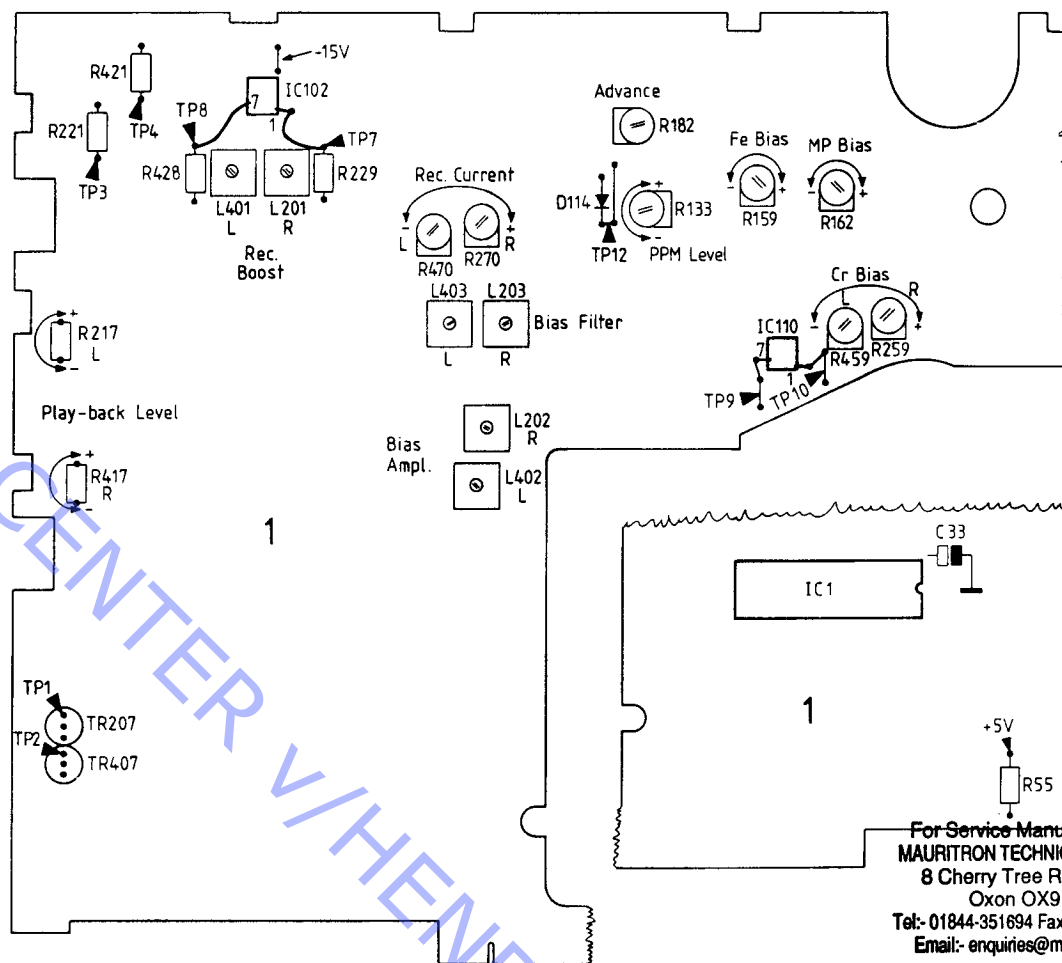 -15V
R421
IC102
7
1
TP8
TP4
R221
TP7
TP3
R428
R229
L401
L201
L
R
Rec.
Boost
Advance
R182
Fe Bias
MP Bias
-
+
-
+
R159
R162
Rec. Current
-
+
L
R
R470
R270
D114
+
R133
-
TP12
PPM Level
L403
L203
Bias Filter
L
R
Cr Bias
L
R
-
+
IC110
7
1
R459
R259
TP9
TP10
+
R217
L
-
Play-back Level
+
R417
R
-
L202
R
Bias
Ampl.
L402
L
1
C33
IC1
1
TP1
TR207
TP2
TR407
+5V
R55
CENTER v/HEN
For Service Manu
MAURITRON TECHNI
8 Cherry Tree R
Oxon OX9
Tel:- 01844-351694 Fax
Email:- enquiries@m